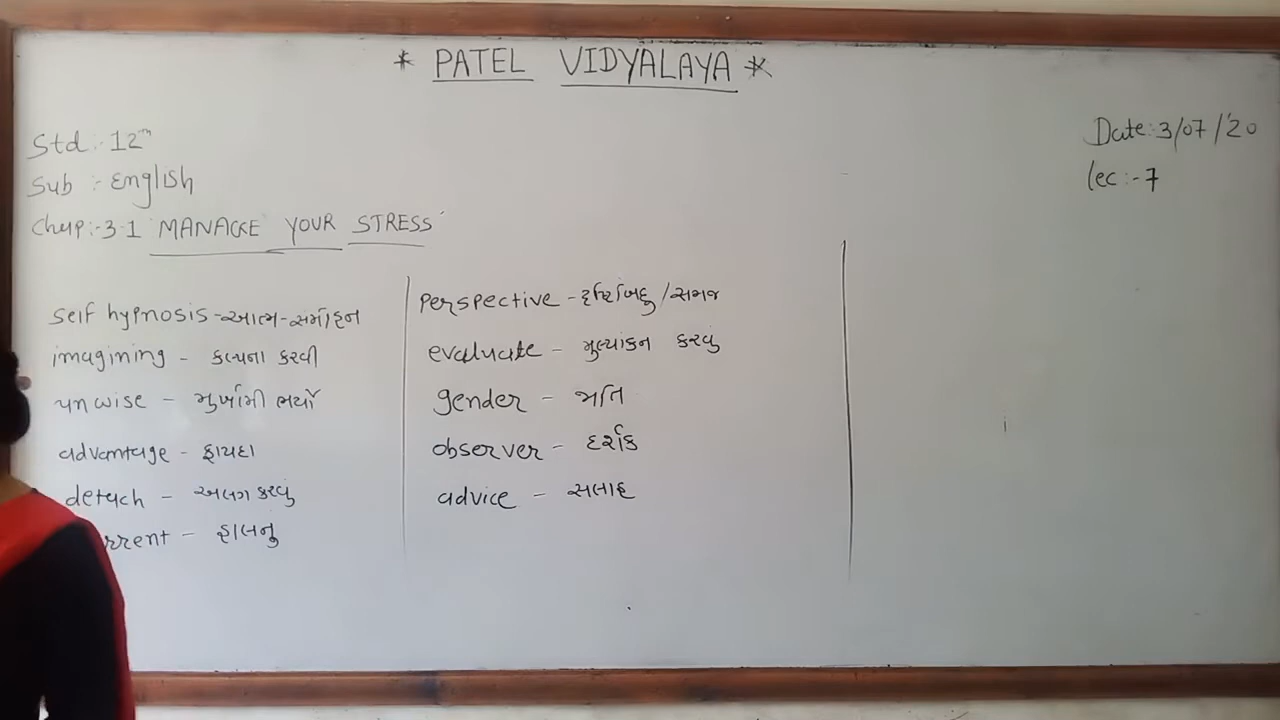 * PATEL VIDYALAYA *
Std :- 12th
Sub :- English
Chap:-3.1 MANAGE YOUR STRESS
Date: 3/07/'20
lec :- 7
self hypnosis - આત્મ-સંમોહન
imagining - કલ્પના કરવી
unwise - મુર્ખામી ભર્યો
advantage - ફાયદા
detach - અલગ કરવું
rrent - હાલનુ
perspective - દ્રષ્ટિબિંદુ/સમજ
evaluate - મુલ્યાંકન કરવું
gender - જાતિ
observer - દર્શક
advice - સલાહ